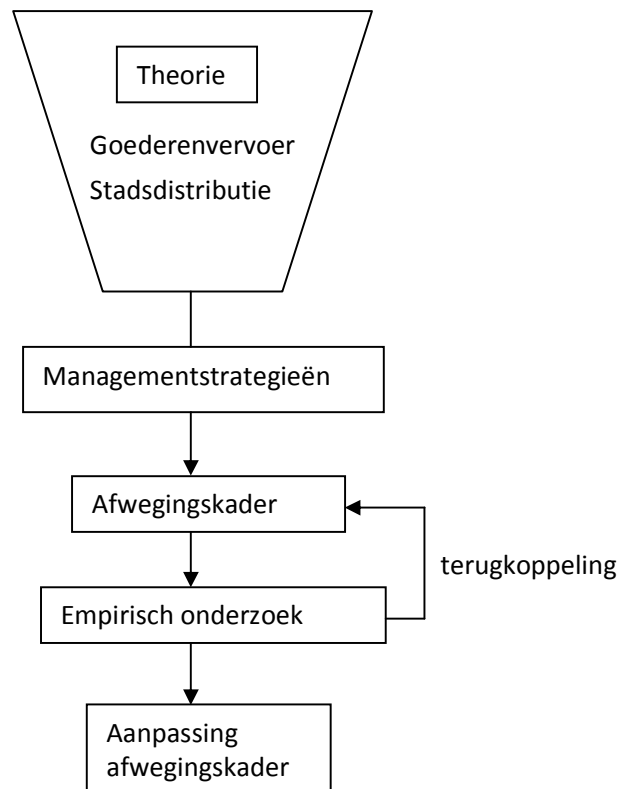 Theorie
Goederenvervoer
Stadsdistributie
Managementstrategieën
Afwegingskader
terugkoppeling
Empirisch onderzoek
Aanpassing
afwegingskader